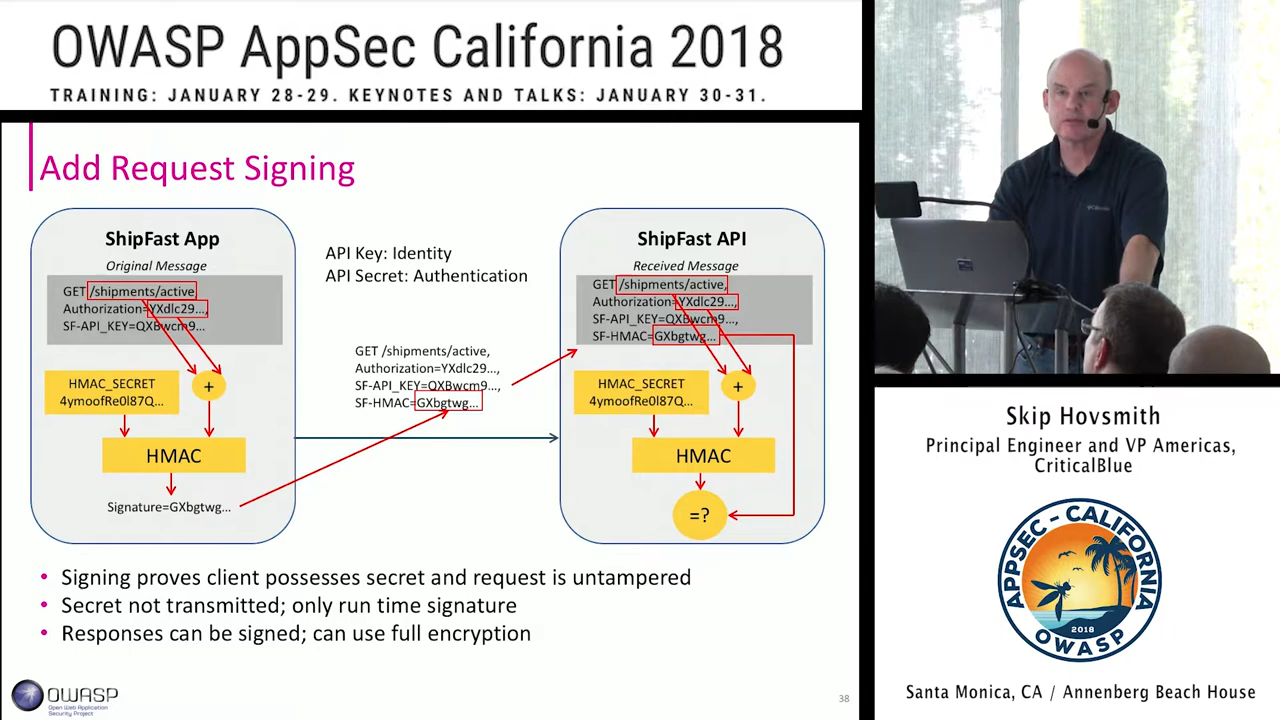 OWASP AppSec California 2018
TRAINING: JANUARY 28-29. KEYNOTES AND TALKS: JANUARY 30-31.
Add Request Signing
ShipFast App
Original Message
GET /shipments/active
Authorization=YXdlc29...,
SF-API_KEY=QXBwcm9...
HMAC_SECRET
4ymoofRe0l87Q...
+
HMAC
Signature=GXbgtwg...
API Key: Identity
API Secret: Authentication
GET /shipments/active,
Authorization=YXdlc29...,
SF-API_KEY=QXBwcm9...,
SF-HMAC=GXbgtwg...
ShipFast API
Received Message
GET /shipments/active,
Authorization=YXdlc29...,
SF-API_KEY=QXBwcm9...,
SF-HMAC=GXbgtwg...
HMAC_SECRET
4ymoofRe0l87Q...
+
HMAC
=?
• Signing proves client possesses secret and request is untampered
• Secret not transmitted; only run time signature
• Responses can be signed; can use full encryption
OWASP
Open Web Application
Security Project
38
Skip Hovsmith
Principal Engineer and VP Americas,
CriticalBlue
APPSEC - CALIFORNIA
2018
OWASP
Santa Monica, CA / Annenberg Beach House